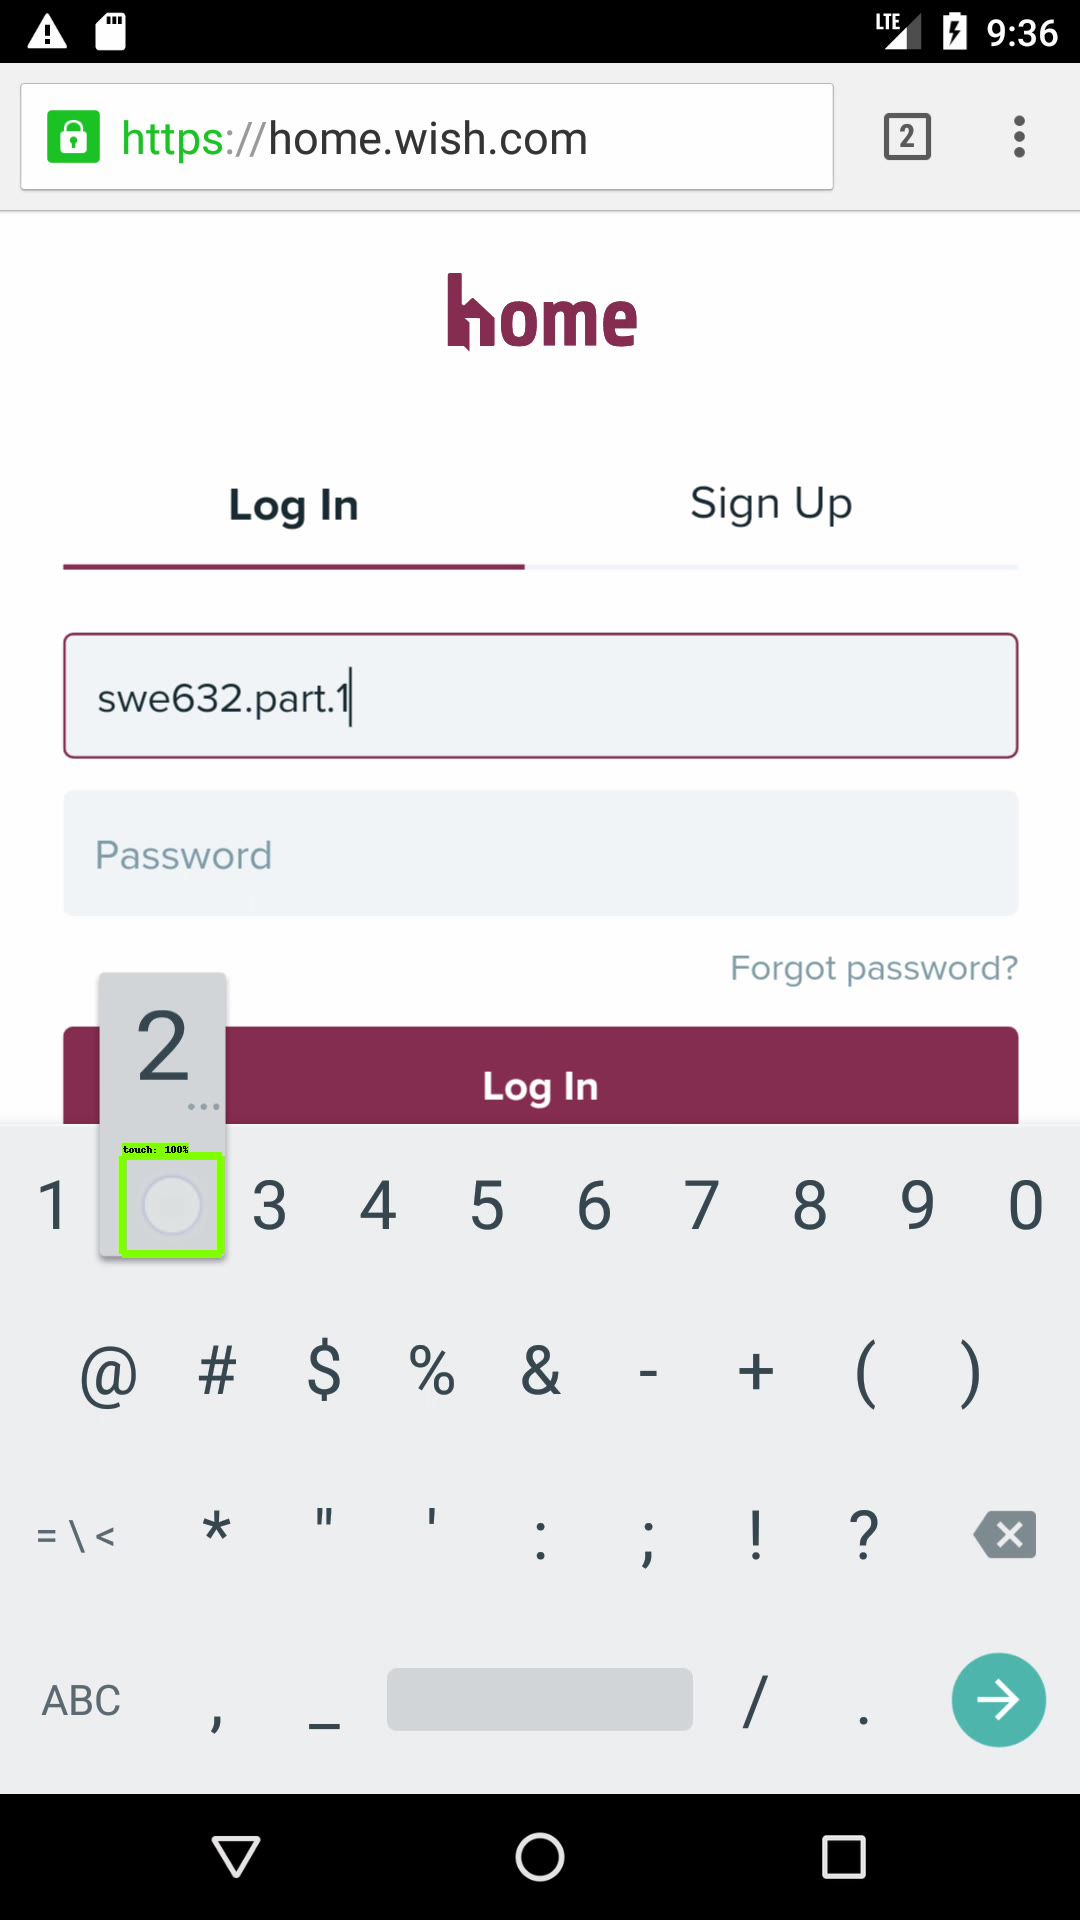 LTE 9:36
https://home.wish.com 2
home
Log In Sign Up
swe632.part.1
Password
Forgot password?
2
...
Log In
touch: 100%
1 3 4 5 6 7 8 9 0
@ # $ % & - + ( )
= \ < * " ' : ; ! ?
ABC , _ / .